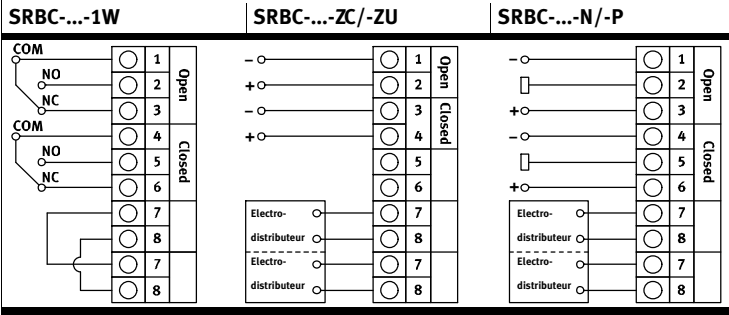 SRBC-...-1W
COM 1
NO 2
NC 3
Open
COM 4
NO 5
NC 6
Closed
7
8
7
8
SRBC-...-ZC/-ZU
– 1
+ 2
Open
– 3
+ 4
Closed
5
6
Electro- 7
distributeur 8
Electro- 7
distributeur 8
SRBC-...-N/-P
– 1
2
+ 3
Open
– 4
5
+ 6
Closed
Electro- 7
distributeur 8
Electro- 7
distributeur 8